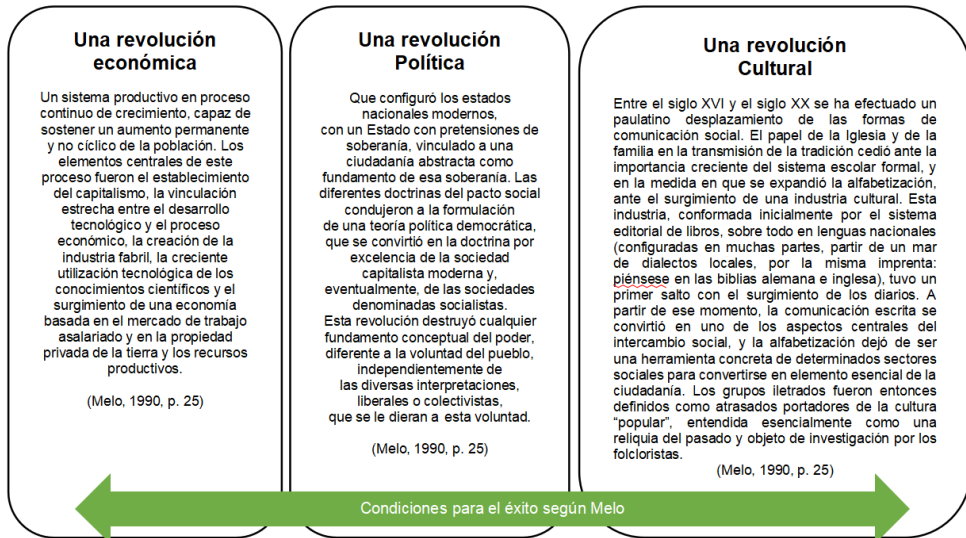 Una revolución
económica
Un sistema productivo en proceso
continuo de crecimiento, capaz de
sostener un aumento permanente
y no cíclico de la población. Los
elementos centrales de este
proceso fueron el establecimiento
del capitalismo, la vinculación
estrecha entre el desarrollo
tecnológico y el proceso
económico, la creación de la
industria fabril, la creciente
utilización tecnológica de los
conocimientos científicos y el
surgimiento de una economía
basada en el mercado de trabajo
asalariado y en la propiedad
privada de la tierra y los recursos
productivos.
(Melo, 1990, p. 25)
Una revolución
Política
Que configuró los estados
nacionales modernos,
con un Estado con pretensiones de
soberanía, vinculado a una
ciudadanía abstracta como
fundamento de esa soberanía. Las
diferentes doctrinas del pacto social
condujeron a la formulación
de una teoría política democrática,
que se convirtió en la doctrina por
excelencia de la sociedad
capitalista moderna y,
eventualmente, de las sociedades
denominadas socialistas.
Esta revolución destruyó cualquier
fundamento conceptual del poder,
diferente a la voluntad del pueblo,
independientemente de
las diversas interpretaciones,
liberales o colectivistas,
que se le dieran a esta voluntad.
(Melo, 1990, p. 25)
Una revolución
Cultural
Entre el siglo XVI y el siglo XX se ha efectuado un
paulatino desplazamiento de las formas de
comunicación social. El papel de la Iglesia y de la
familia en la transmisión de la tradición cedió ante la
importancia creciente del sistema escolar formal, y
en la medida en que se expandió la alfabetización,
ante el surgimiento de una industria cultural. Esta
industria, conformada inicialmente por el sistema
editorial de libros, sobre todo en lenguas nacionales
(configuradas en muchas partes, partir de un mar
de dialectos locales, por la misma imprenta:
piénsese en las biblias alemana e inglesa), tuvo un
primer salto con el surgimiento de los diarios. A
partir de ese momento, la comunicación escrita se
convirtió en uno de los aspectos centrales del
intercambio social, y la alfabetización dejó de ser
una herramienta concreta de determinados sectores
sociales para convertirse en elemento esencial de la
ciudadanía. Los grupos iletrados fueron entonces
definidos como atrasados portadores de la cultura
“popular”, entendida esencialmente como una
reliquia del pasado y objeto de investigación por los
folcloristas.
(Melo, 1990, p. 25)
Condiciones para el éxito según Melo